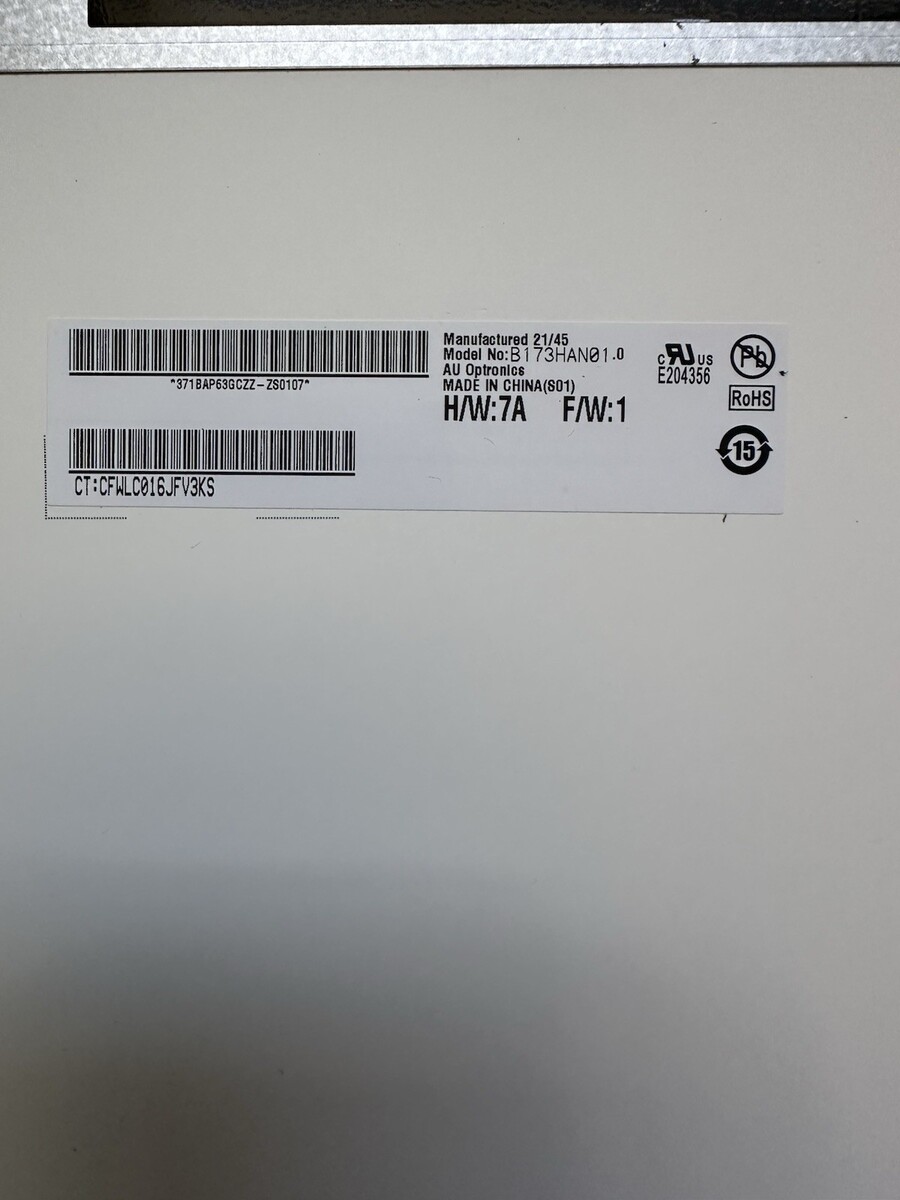 *371BAP63GCZZ-ZS0107*
CT:CFWLC016JFV3KS
Manufactured 21/45
Model No:B173HAN01.0
AU Optronics
MADE IN CHINA(S01)
H/W:7A F/W:1
c RU US
E204356
Pb
RoHS
15